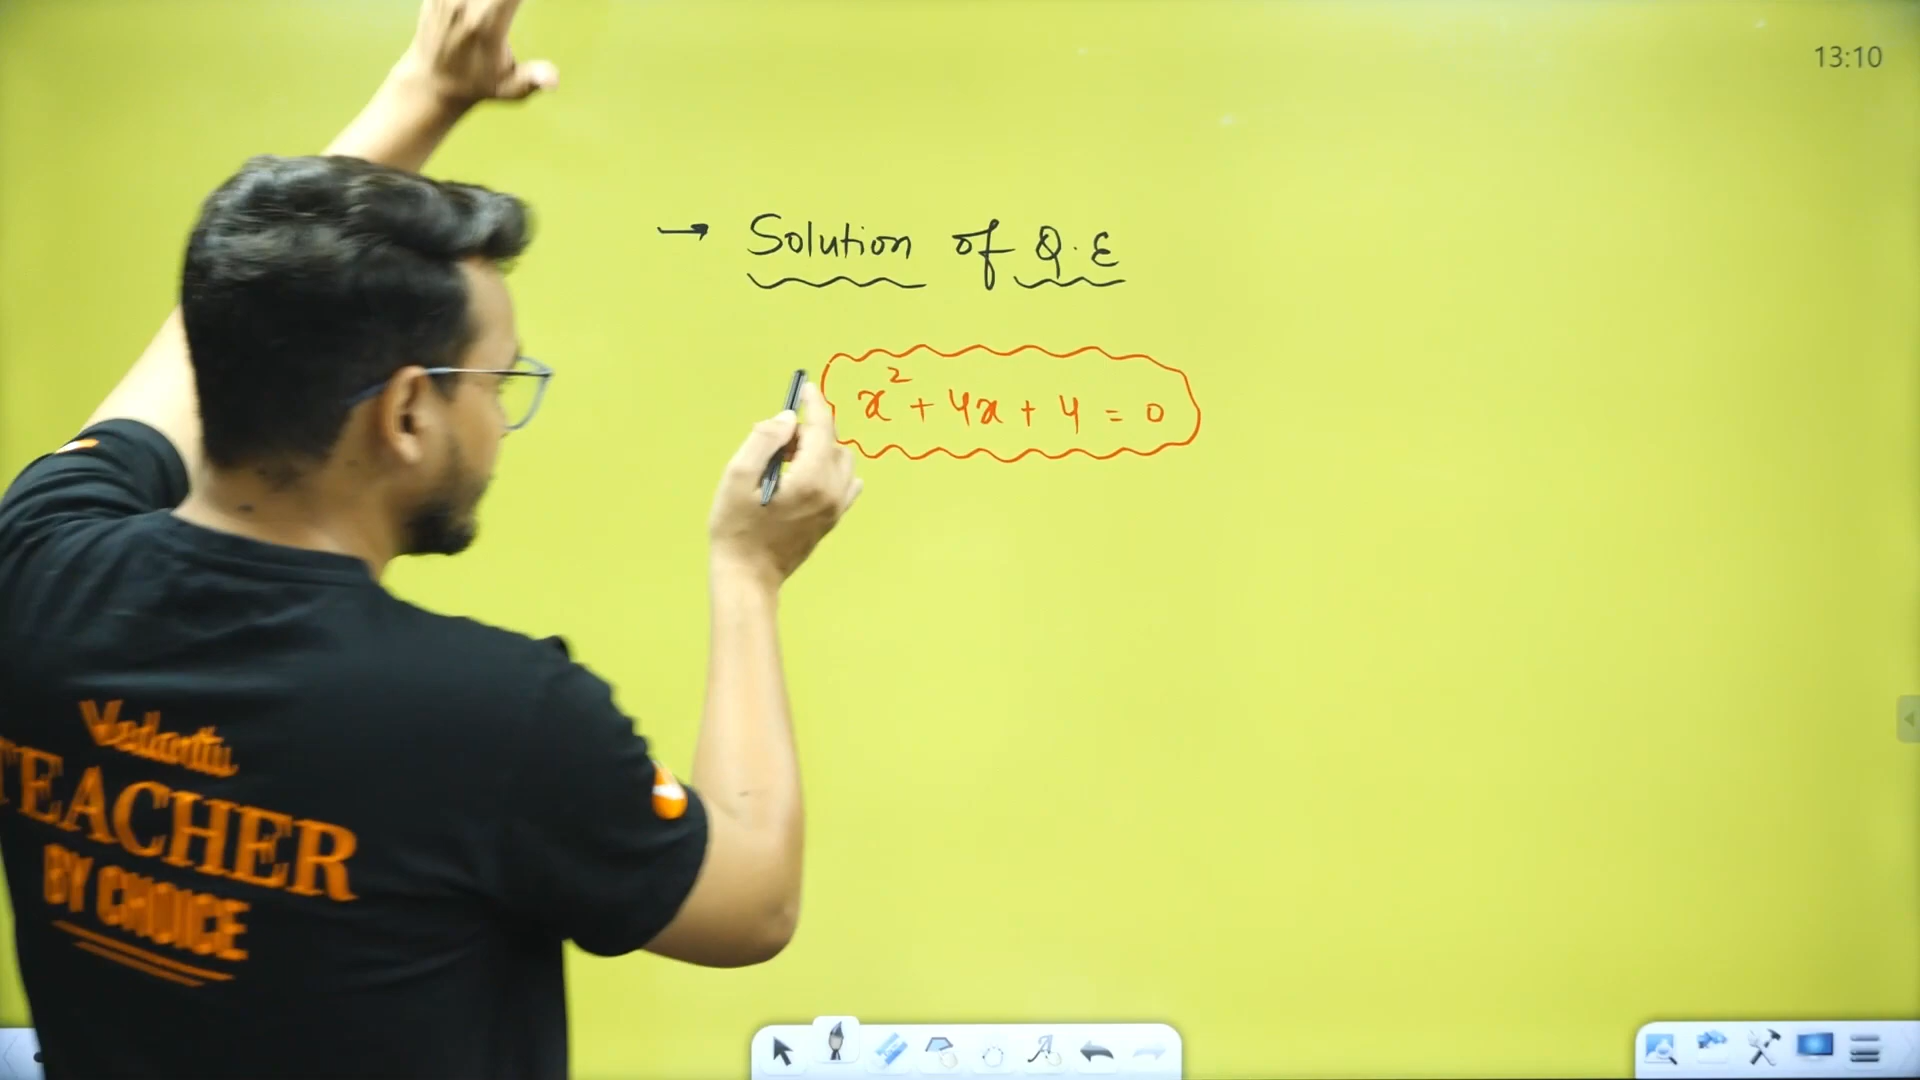 13:10
→ Solution of Q.E
x² + 4x + 4 = 0
Vedantu
TEACHER
BY CHOICE